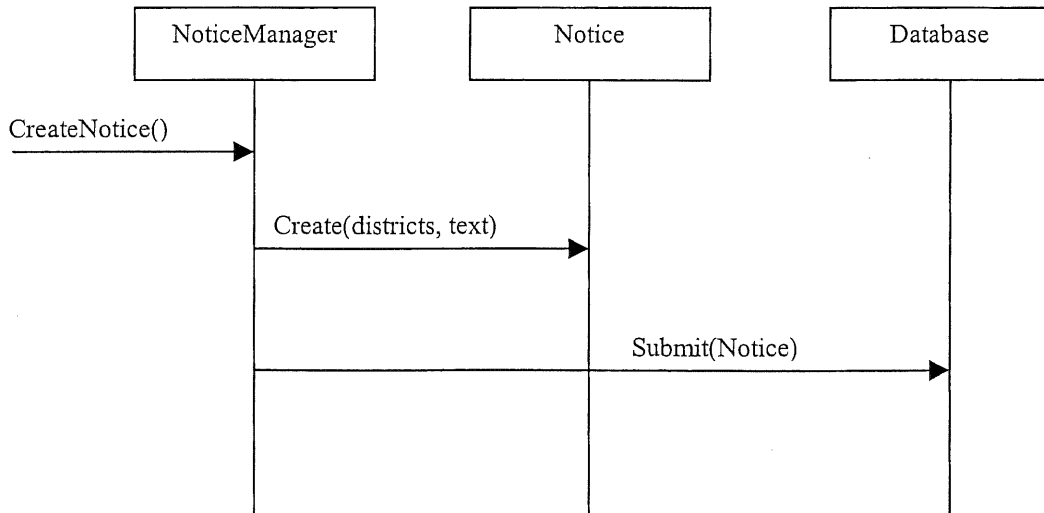 NoticeManager
Notice
Database
CreateNotice()
Create(districts, text)
Submit(Notice)